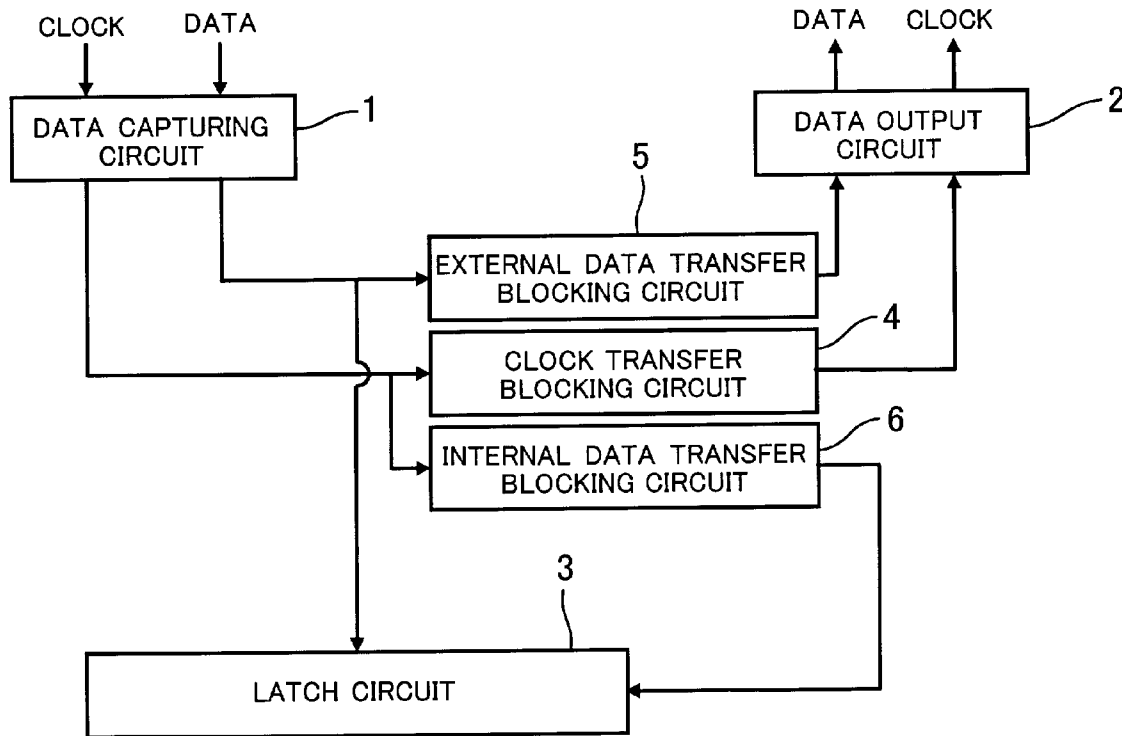 CLOCK DATA
DATA CLOCK
1
DATA CAPTURING
CIRCUIT
2
DATA OUTPUT
CIRCUIT
5
EXTERNAL DATA TRANSFER
BLOCKING CIRCUIT
4
CLOCK TRANSFER
BLOCKING CIRCUIT
6
INTERNAL DATA TRANSFER
BLOCKING CIRCUIT
3
LATCH CIRCUIT